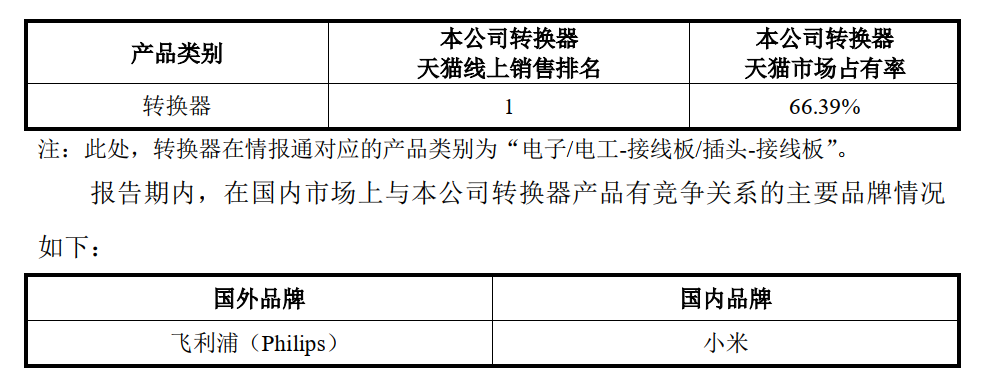 产品类别 本公司转换器 本公司转换器
天猫线上销售排名 天猫市场占有率
转换器 1 66.39%
注：此处，转换器在情报通对应的产品类别为“电子/电工-接线板/插头-接线板”。
报告期内，在国内市场上与本公司转换器产品有竞争关系的主要品牌情况
如下：
国外品牌 国内品牌
飞利浦（Philips） 小米